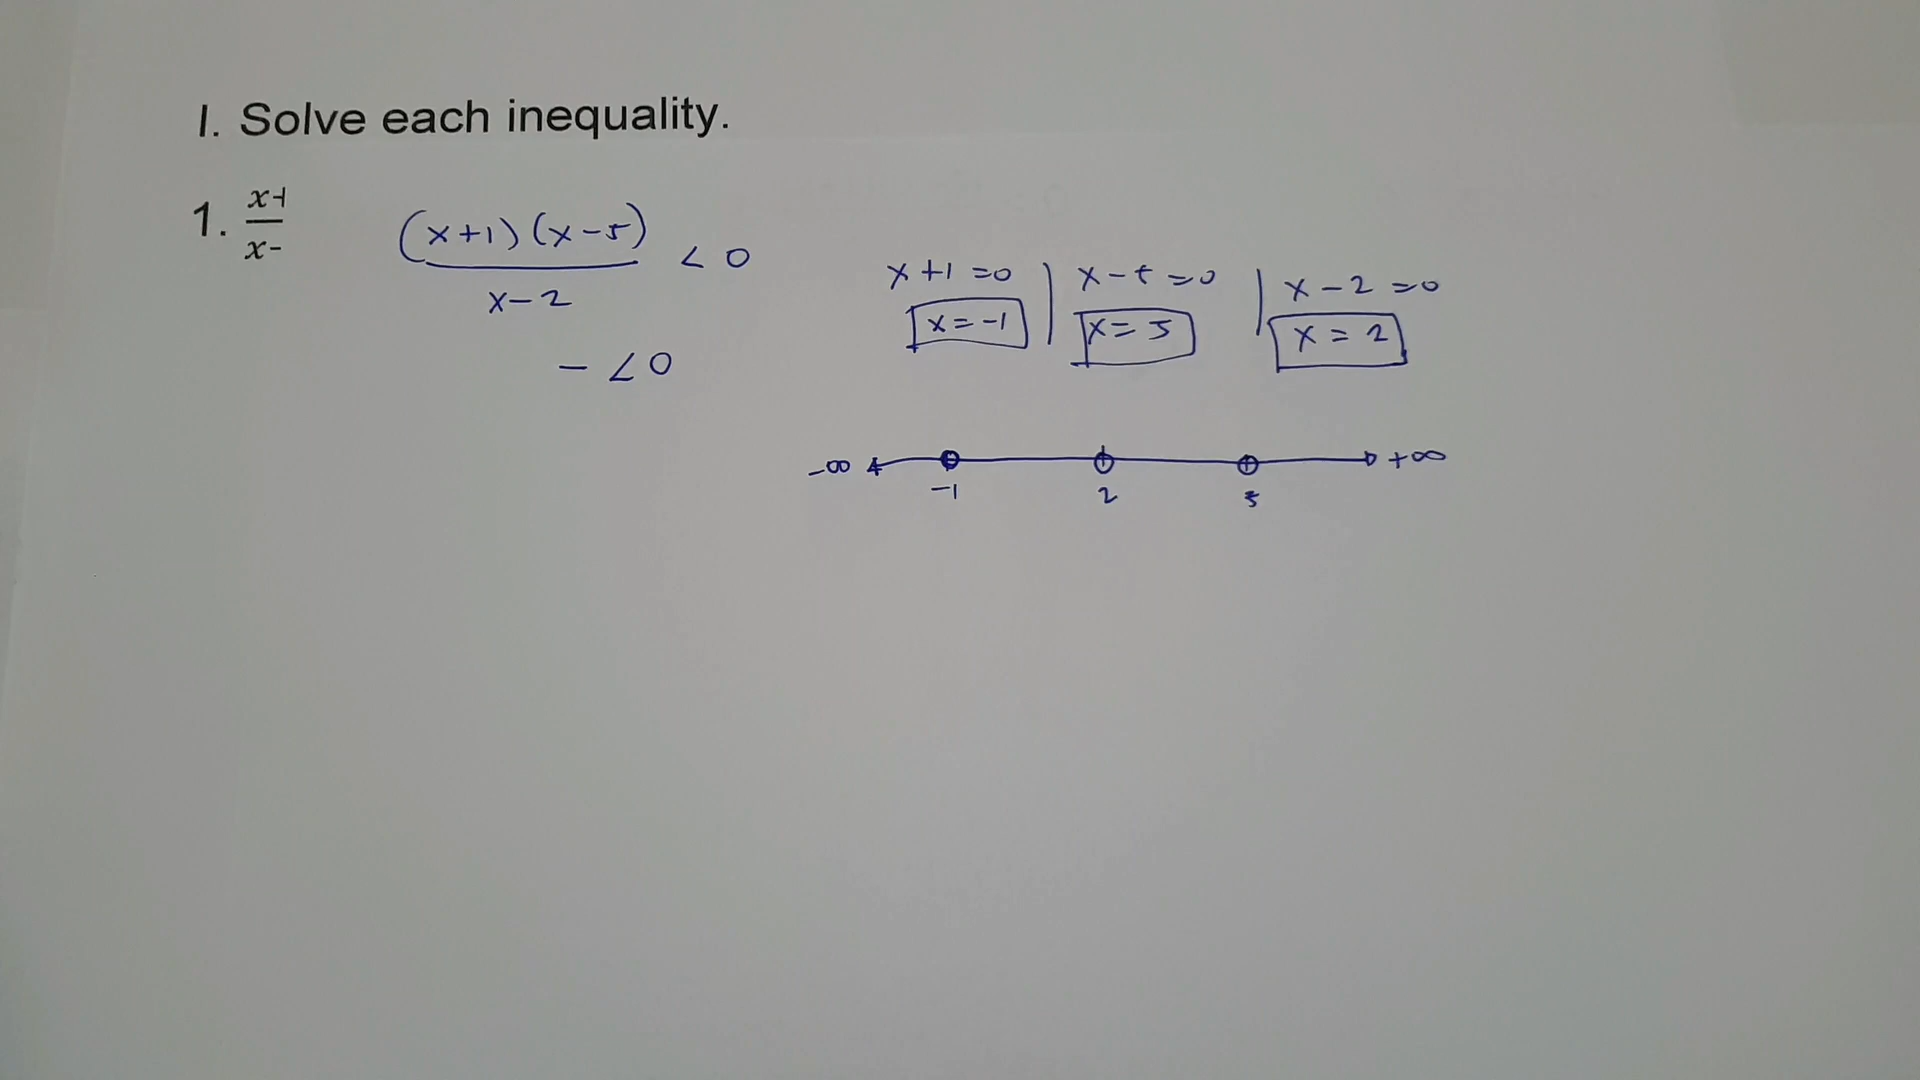 I. Solve each inequality.
1. x+
x-
(x+1)(x-5)
x-2
< 0
- < 0
x+1=0 | x-5=0 | x-2=0
x=-1 x=5 x=2
-∞ +∞
-1 2 5